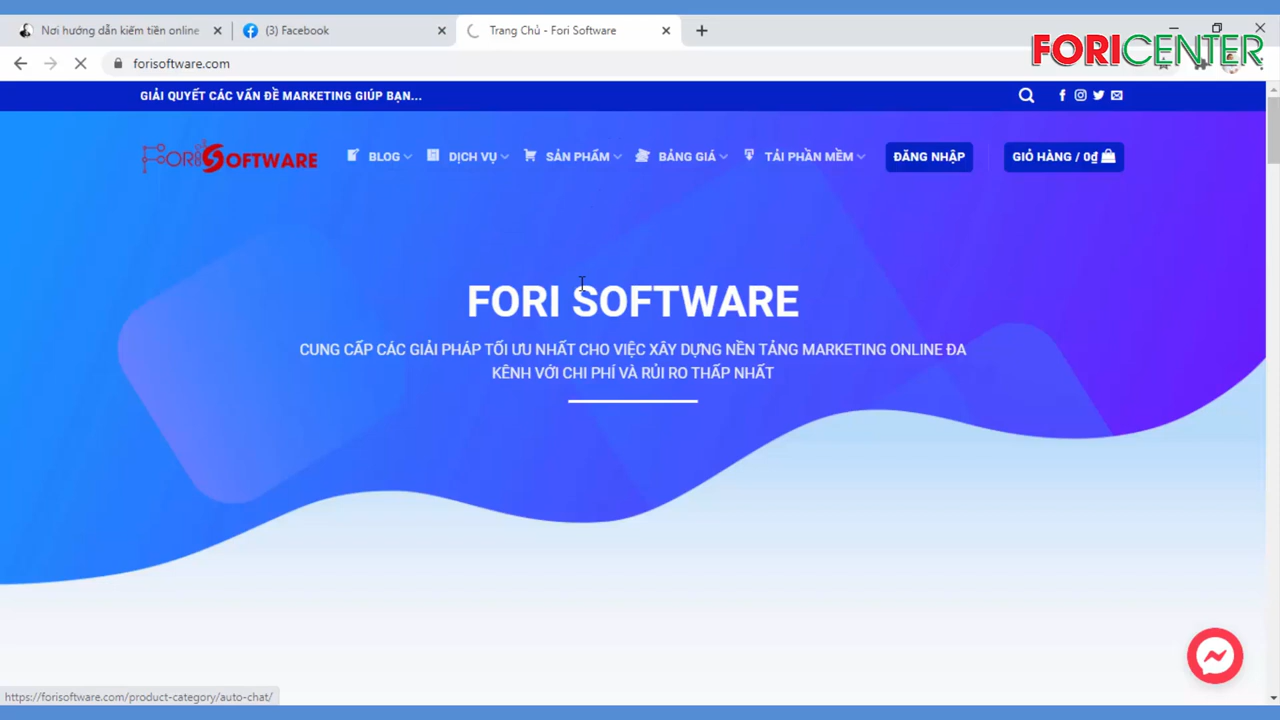 Nơi hướng dẫn kiếm tiền online
(3) Facebook
Trang Chủ - Fori Software
FORICENTER
forisoftware.com
GIẢI QUYẾT CÁC VẤN ĐỀ MARKETING GIÚP BẠN...
FORI SOFTWARE
BLOG
DỊCH VỤ
SẢN PHẨM
BẢNG GIÁ
TẢI PHẦN MỀM
ĐĂNG NHẬP
GIỎ HÀNG / 0₫
FORI SOFTWARE
CUNG CẤP CÁC GIẢI PHÁP TỐI ƯU NHẤT CHO VIỆC XÂY DỰNG NỀN TẢNG MARKETING ONLINE ĐA
KÊNH VỚI CHI PHÍ VÀ RỦI RO THẤP NHẤT
https://forisoftware.com/product-category/auto-chat/